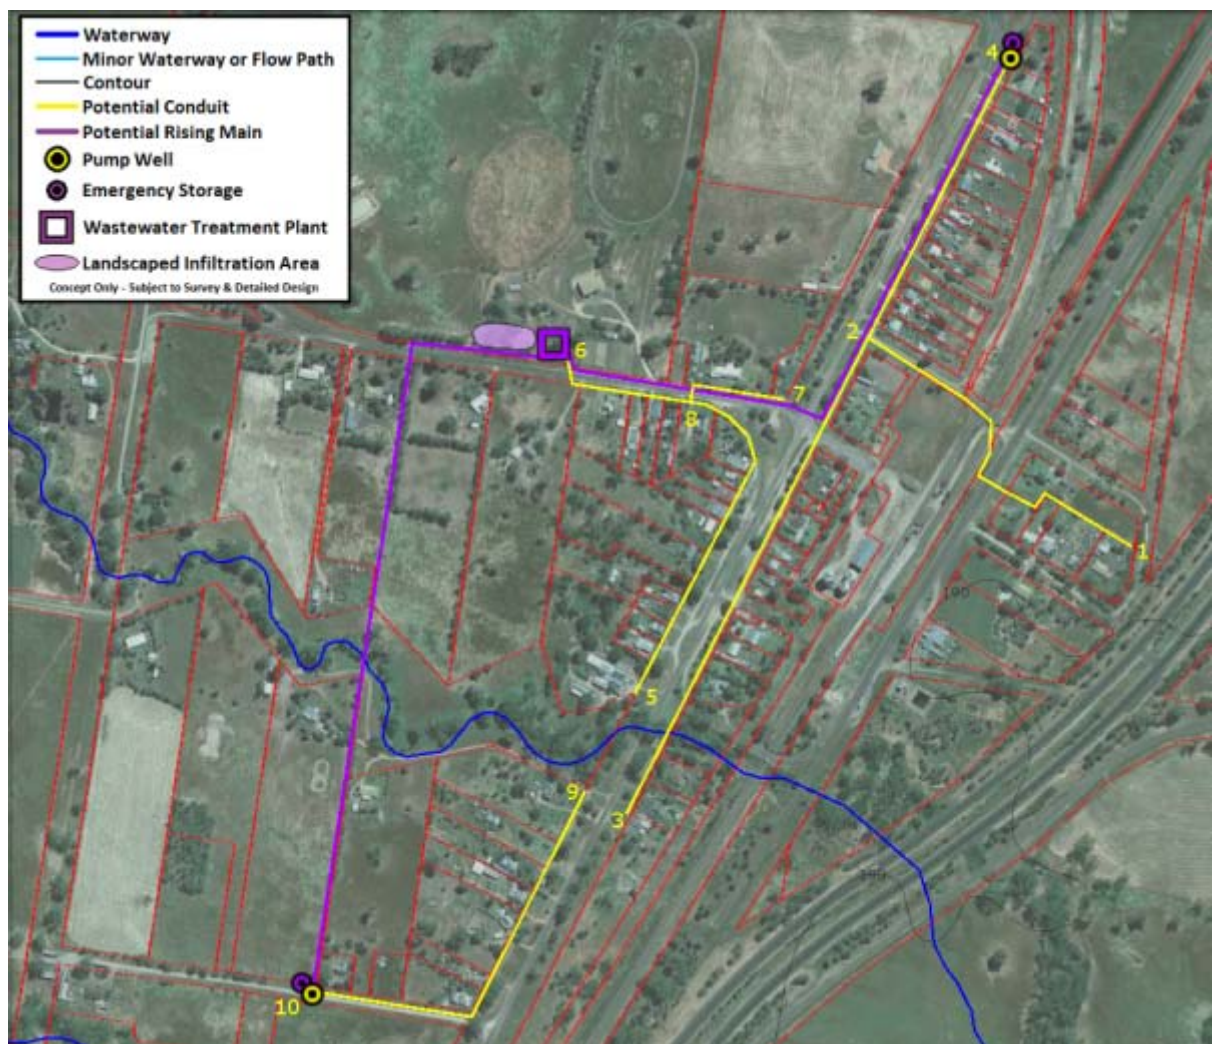 Waterway
Minor Waterway or Flow Path
Contour
Potential Conduit
Potential Rising Main
Pump Well
Emergency Storage
Wastewater Treatment Plant
Landscaped Infiltration Area
Concept Only - Subject to Survey & Detailed Design
4
2
6
7
8
1
190
5
9
3
10